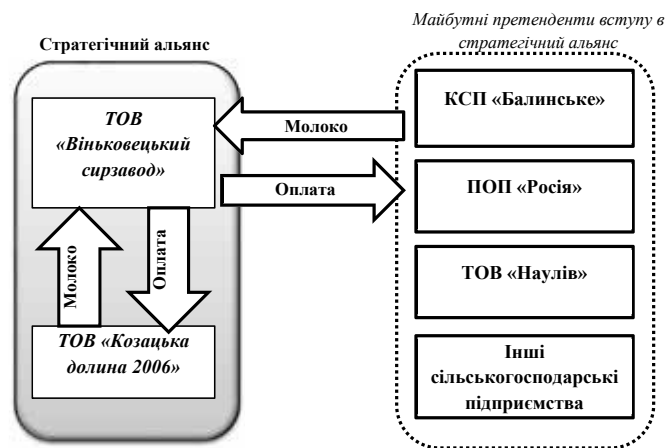 Майбутні претенденти вступу в
стратегічний альянс
Стратегічний альянс
ТОВ
«Віньковецький
сирзавод»
Молоко
Оплата
Молоко
Оплата
ТОВ «Козацька
долина 2006»
КСП «Балинське»
ПОП «Росія»
ТОВ «Наулів»
Інші
сільськогосподарські
підприємства